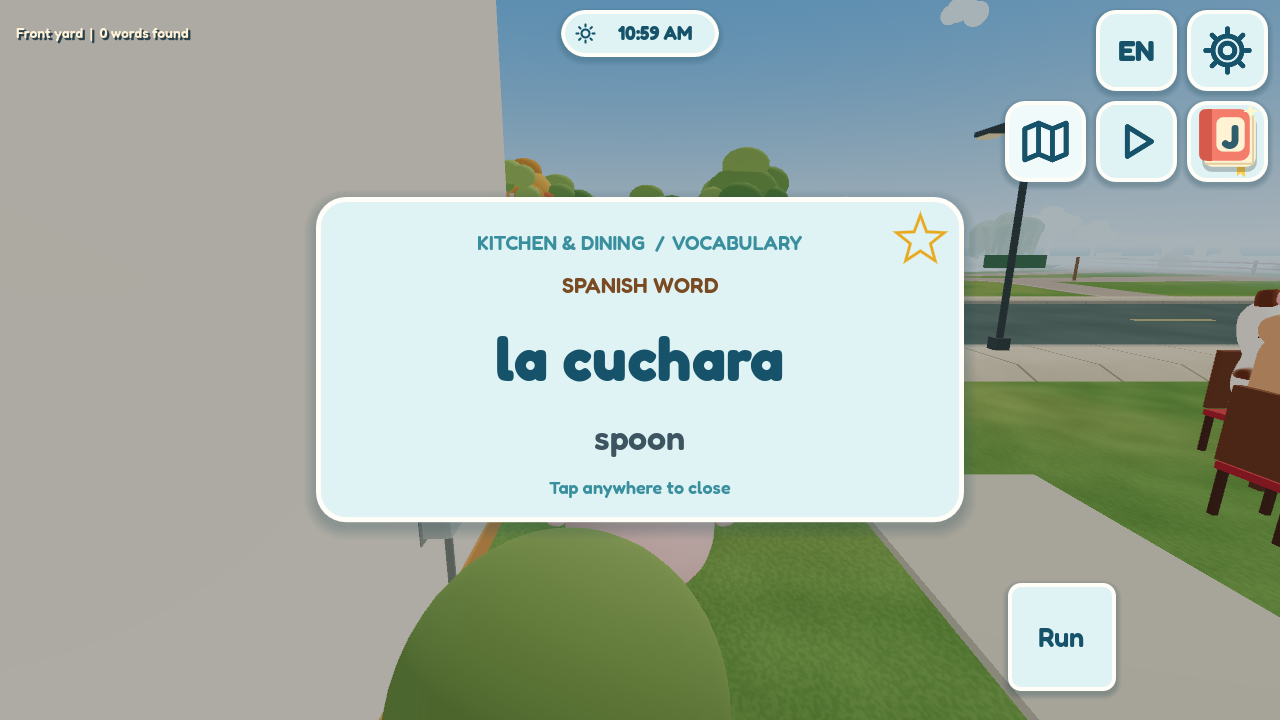 Front yard | 0 words found
10:59 AM
EN
J
KITCHEN & DINING / VOCABULARY
SPANISH WORD
la cuchara
spoon
Tap anywhere to close
Run